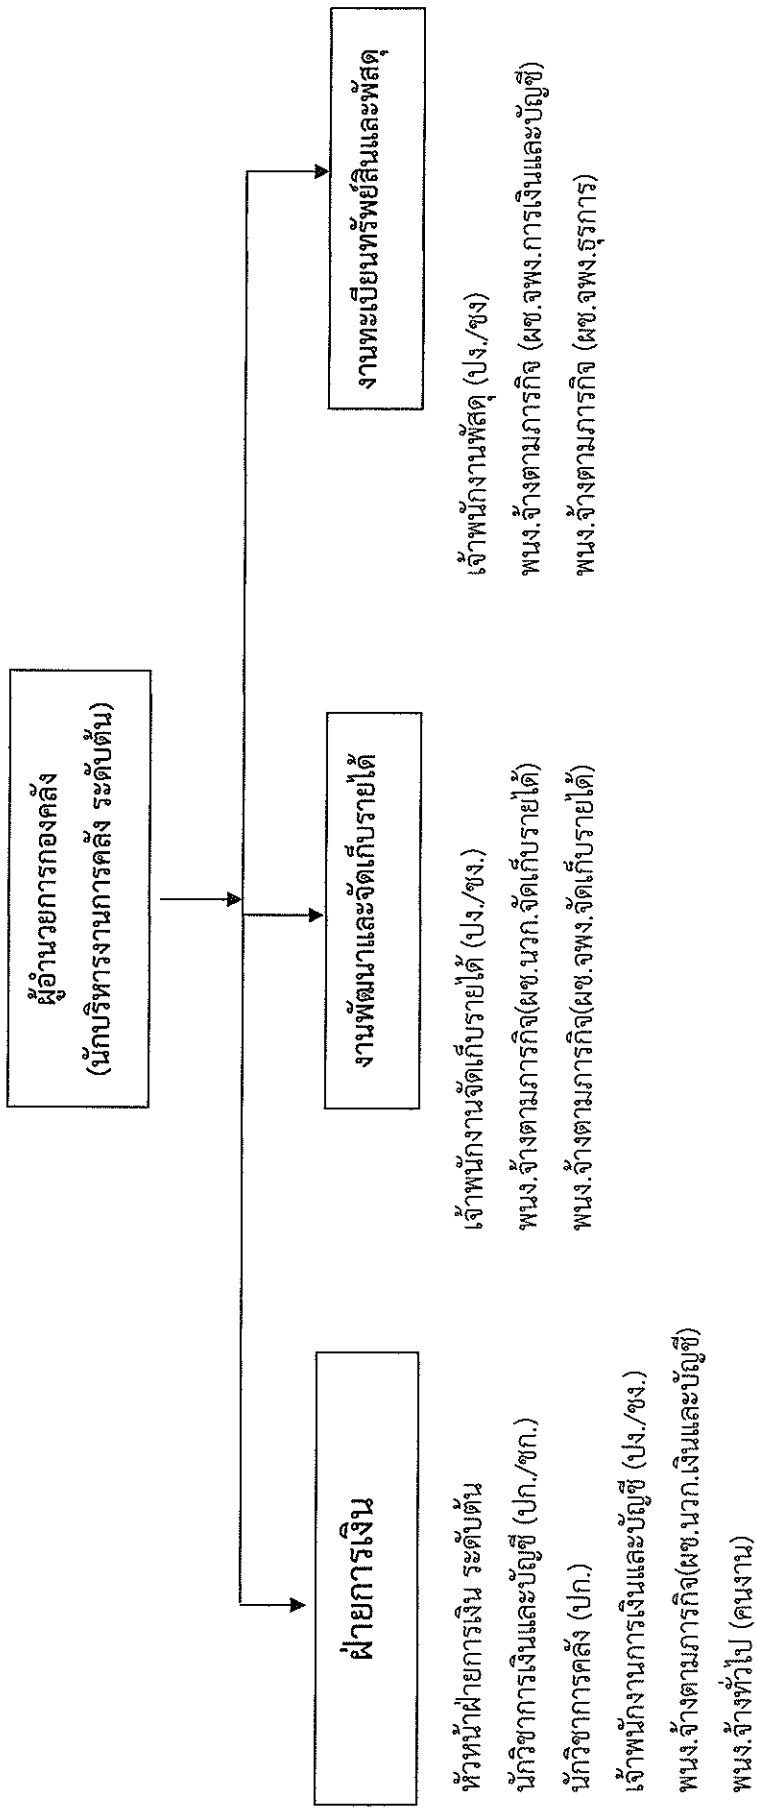 ผู้อำนวยการกองคลัง
(นักบริหารงานการคลัง ระดับต้น)
ฝ่ายการเงิน
หัวหน้าฝ่ายการเงิน ระดับต้น
นักวิชาการเงินและบัญชี (ปก./ชก.)
นักวิชาการคลัง (ปก.)
เจ้าพนักงานการเงินและบัญชี (ปง./ชง.)
พนง.จ้างตามภารกิจ(ผช.นวก.เงินและบัญชี)
พนง.จ้างทั่วไป (คนงาน)
งานพัฒนาและจัดเก็บรายได้
เจ้าพนักงานจัดเก็บรายได้ (ปง./ชง.)
พนง.จ้างตามภารกิจ(ผช.นวก.จัดเก็บรายได้)
พนง.จ้างตามภารกิจ(ผช.จพง.จัดเก็บรายได้)
งานทะเบียนทรัพย์สินและพัสดุ
เจ้าพนักงานพัสดุ (ปง./ชง)
พนง.จ้างตามภารกิจ (ผช.จพง.การเงินและบัญชี)
พนง.จ้างตามภารกิจ (ผช.จพง.ธุรการ)